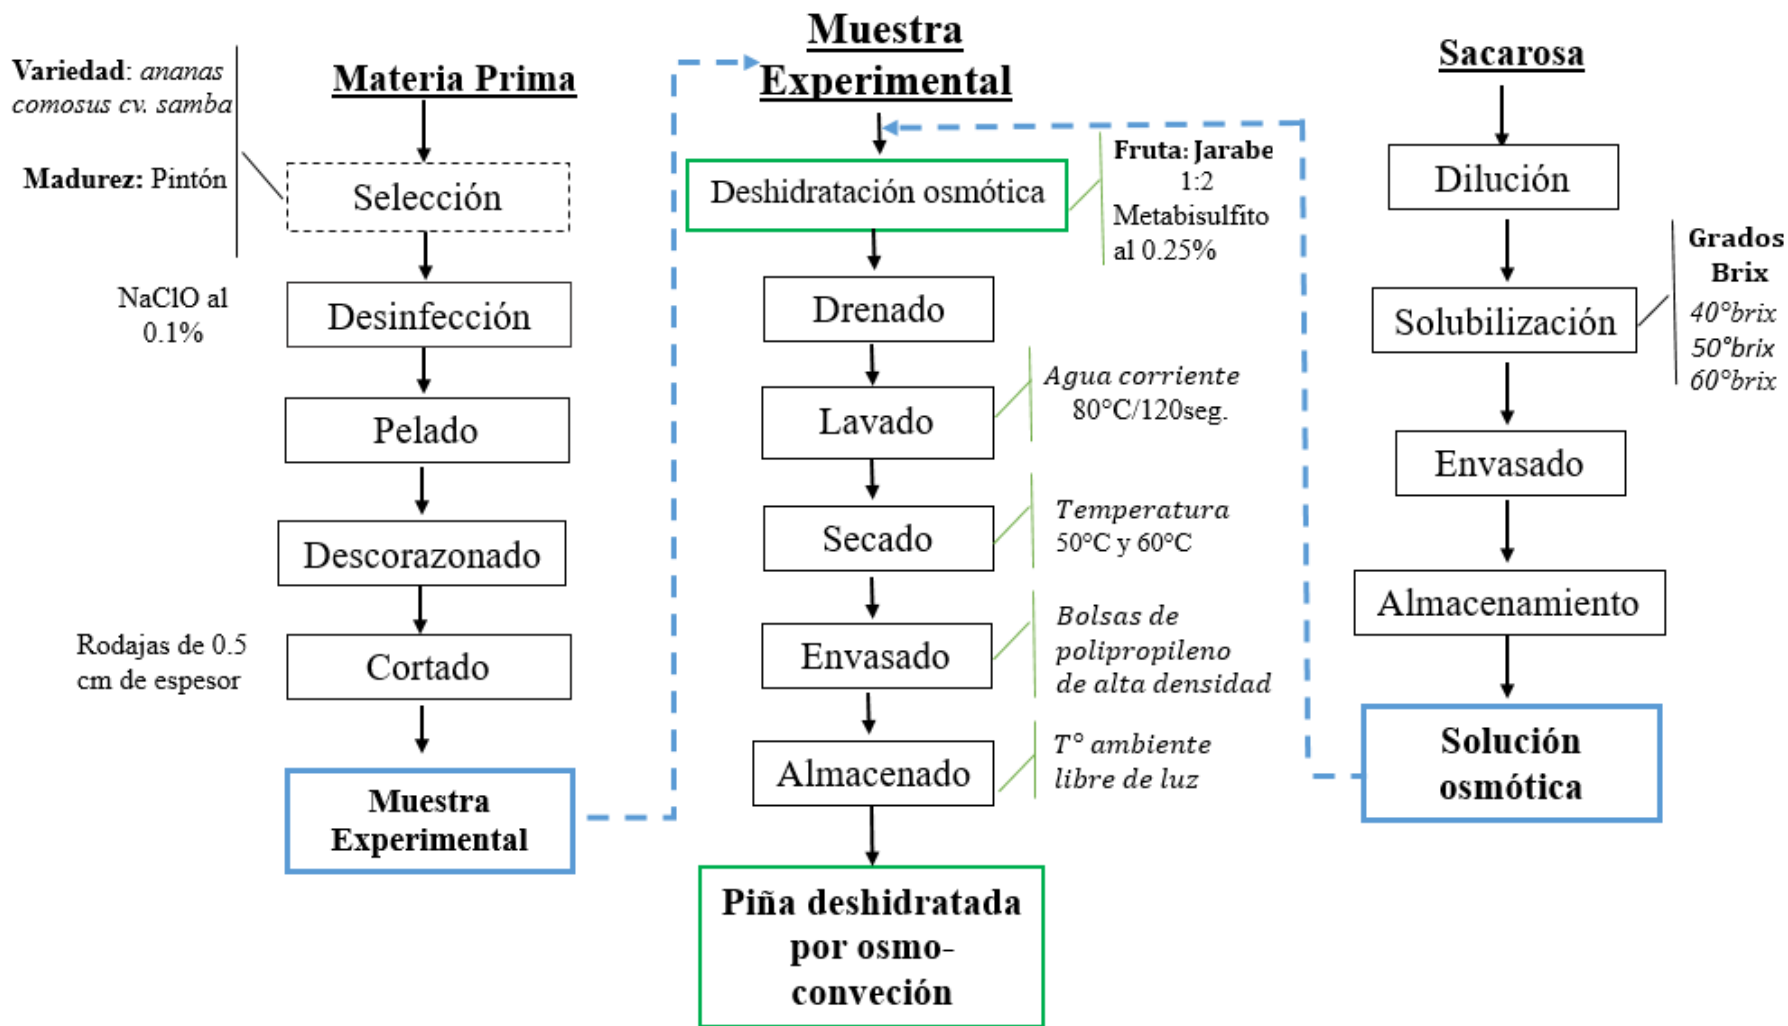 Variedad: ananas
comosus cv. samba
Madurez: Pintón
Materia Prima
Selección
NaClO al
0.1%
Desinfección
Pelado
Descorazonado
Rodajas de 0.5
cm de espesor
Cortado
Muestra
Experimental
Muestra
Experimental
Deshidratación osmótica
Fruta: Jarabe
1:2
Metabisulfito
al 0.25%
Drenado
Lavado
Agua corriente
80°C/120seg.
Secado
Temperatura
50°C y 60°C
Envasado
Bolsas de
polipropileno
de alta densidad
Almacenado
T° ambiente
libre de luz
Piña deshidratada
por osmo-
conveción
Sacarosa
Dilución
Solubilización
Grados
Brix
40°brix
50°brix
60°brix
Envasado
Almacenamiento
Solución
osmótica